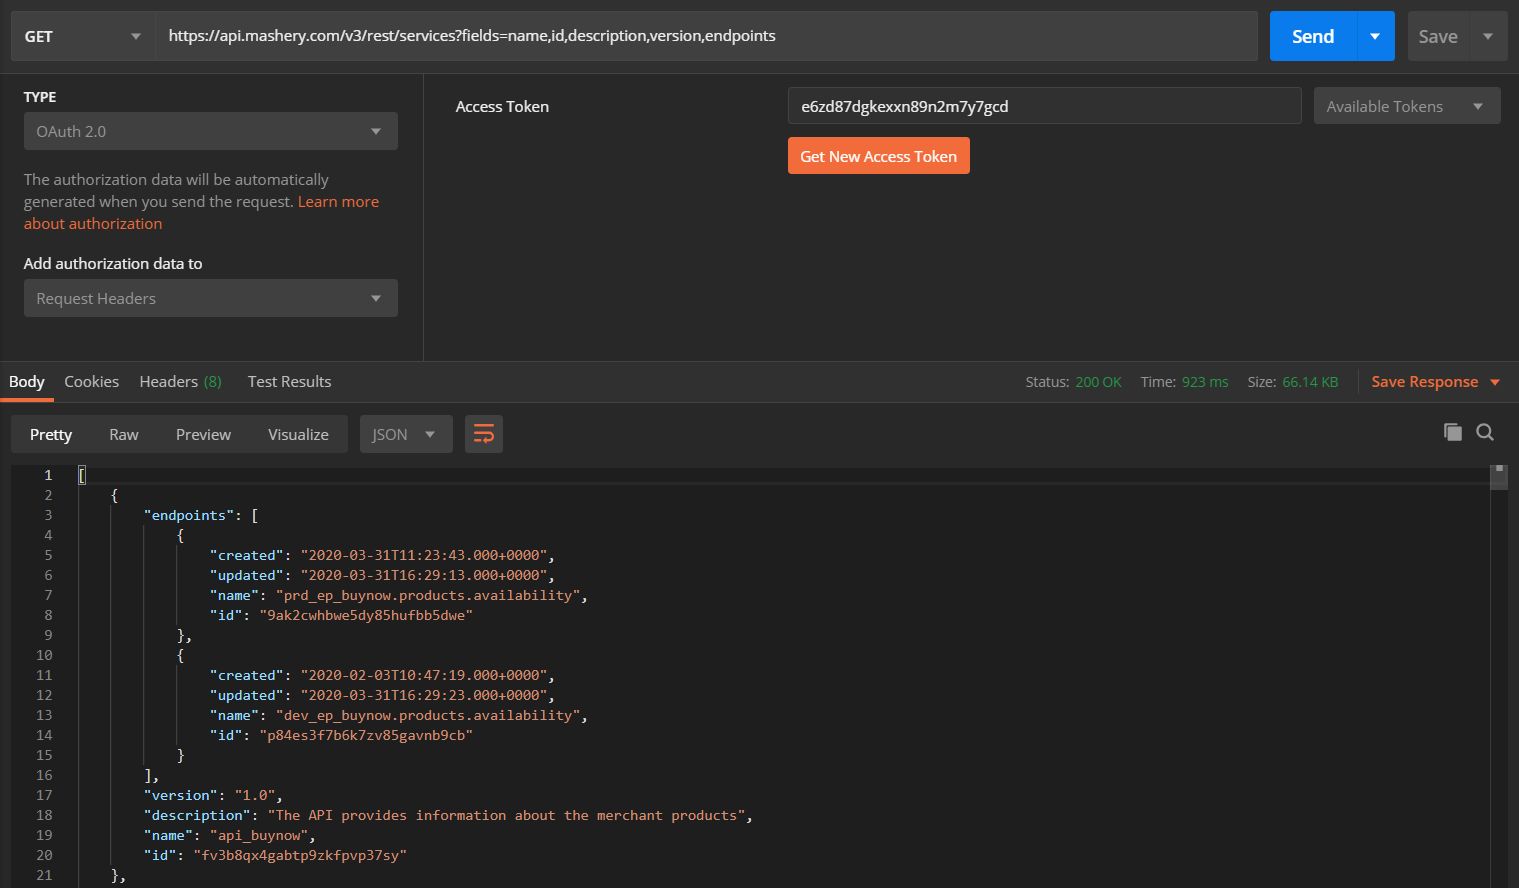 GET https://api.mashery.com/v3/rest/services?fields=name,id,description,version,endpoints Send Save
TYPE
OAuth 2.0
The authorization data will be automatically
generated when you send the request. Learn more
about authorization
Add authorization data to
Request Headers
Access Token e6zd87dgkexxn89n2m7y7gcd Available Tokens
Get New Access Token
Body Cookies Headers (8) Test Results Status: 200 OK Time: 923 ms Size: 66.14 KB Save Response
Pretty Raw Preview Visualize JSON
1 [
2 {
3 "endpoints": [
4 {
5 "created": "2020-03-31T11:23:43.000+0000",
6 "updated": "2020-03-31T16:29:13.000+0000",
7 "name": "prd_ep_buynow.products.availability",
8 "id": "9ak2cwhbwe5dy85hufbb5dwe"
9 },
10 {
11 "created": "2020-02-03T10:47:19.000+0000",
12 "updated": "2020-03-31T16:29:23.000+0000",
13 "name": "dev_ep_buynow.products.availability",
14 "id": "p84es3f7b6k7zv85gavnb9cb"
15 }
16 ],
17 "version": "1.0",
18 "description": "The API provides information about the merchant products",
19 "name": "api_buynow",
20 "id": "fv3b8qx4gabtp9zkfpvp37sy"
21 },